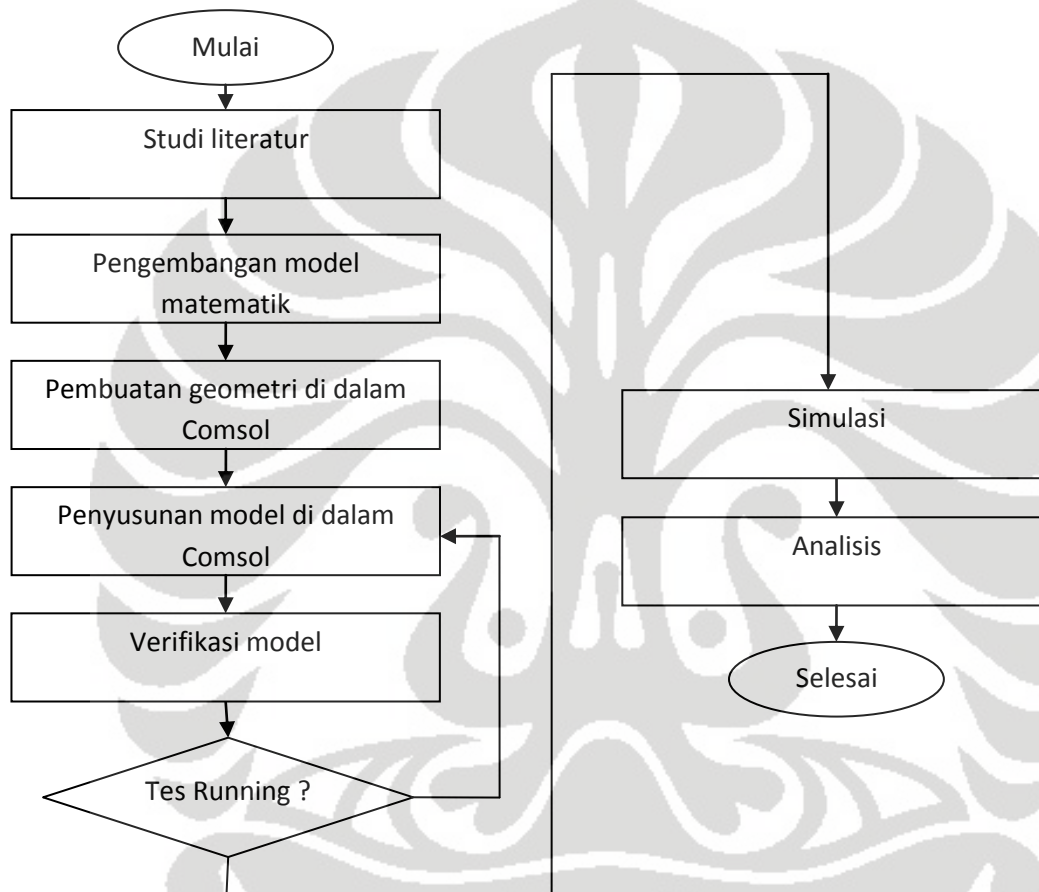 Mulai
Studi literatur
Pengembangan model
matematik
Pembuatan geometri di dalam
Comsol
Penyusunan model di dalam
Comsol
Verifikasi model
Tes Running ?
Simulasi
Analisis
Selesai